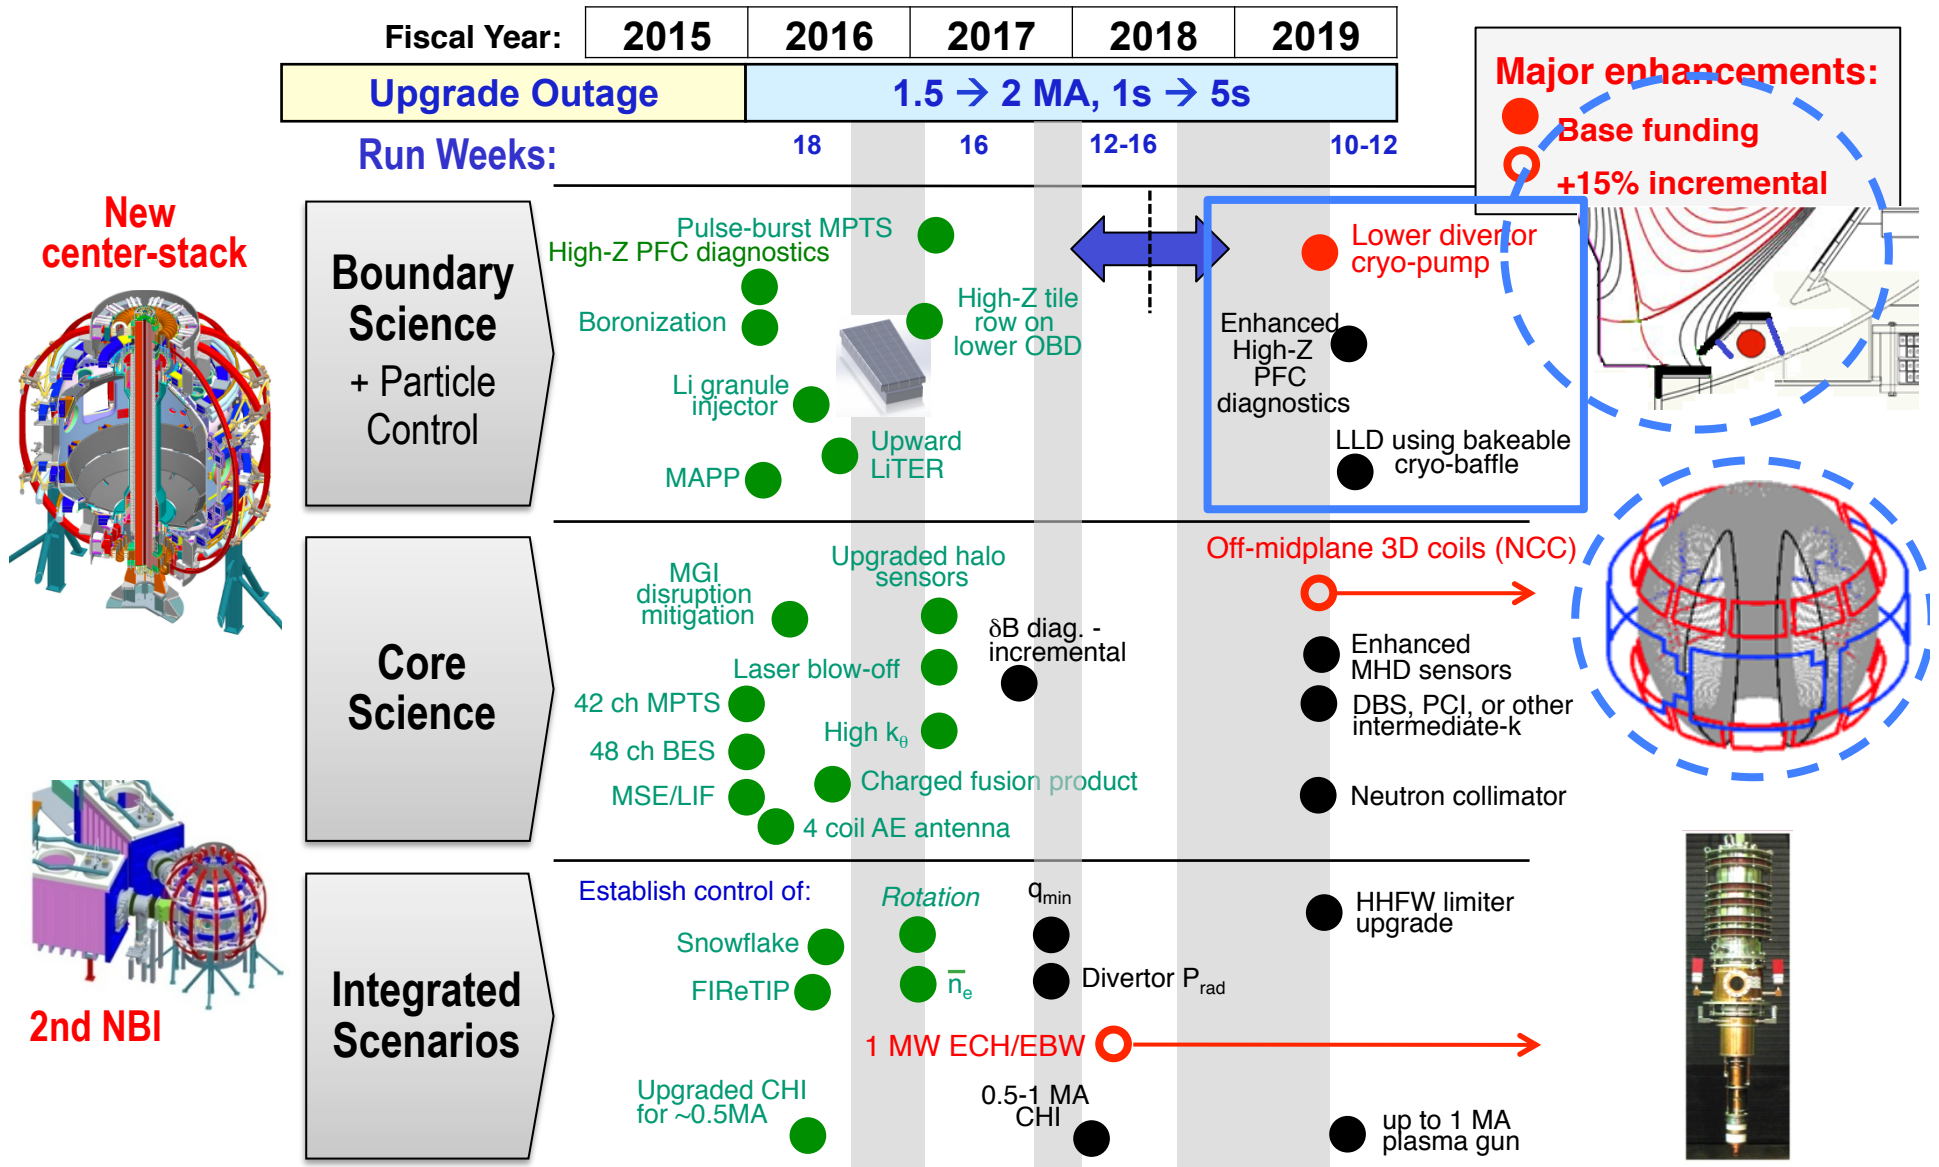 Fiscal Year: 2015 2016 2017 2018 2019
Upgrade Outage
1.5 → 2 MA, 1s → 5s
Run Weeks:
18 16 12-16 10-12
Major enhancements:
Base funding
+15% incremental
New
center-stack
2nd NBI
Boundary
Science
+ Particle
Control
Pulse-burst MPTS
High-Z PFC diagnostics
Boronization
High-Z tile
row on
lower OBD
Li granule
injector
Upward
LiTER
MAPP
Lower divertor
cryo-pump
Enhanced
High-Z
PFC
diagnostics
LLD using bakeable
cryo-baffle
Core
Science
MGI
disruption
mitigation
Upgraded halo
sensors
δB diag. -
incremental
Laser blow-off
42 ch MPTS
High kθ
48 ch BES
Charged fusion product
MSE/LIF
4 coil AE antenna
Off-midplane 3D coils (NCC)
Enhanced
MHD sensors
DBS, PCI, or other
intermediate-k
Neutron collimator
Integrated
Scenarios
Establish control of:
Rotation
qmin
Snowflake
FIReTIP
n̅e
Divertor Prad
HHFW limiter
upgrade
1 MW ECH/EBW
Upgraded CHI
for ~0.5MA
0.5-1 MA
CHI
up to 1 MA
plasma gun